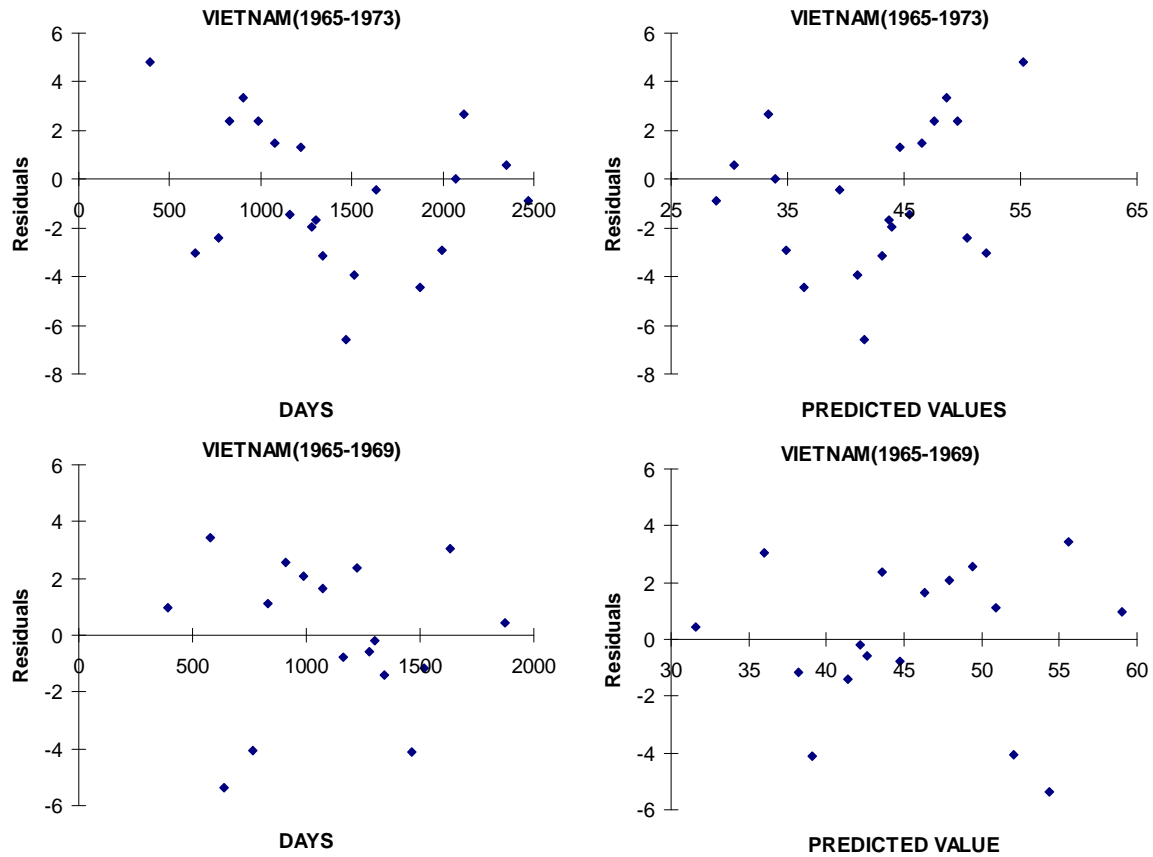 VIETNAM(1965-1973)
6
4
2
0
-2
-4
-6
-8
0 500 1000 1500 2000 2500
Residuals
DAYS
VIETNAM(1965-1973)
6
4
2
0
-2
-4
-6
-8
25 35 45 55 65
Residuals
PREDICTED VALUES
VIETNAM(1965-1969)
6
4
2
0
-2
-4
-6
0 500 1000 1500 2000
Residuals
DAYS
VIETNAM(1965-1969)
6
4
2
0
-2
-4
-6
30 35 40 45 50 55 60
Residuals
PREDICTED VALUE